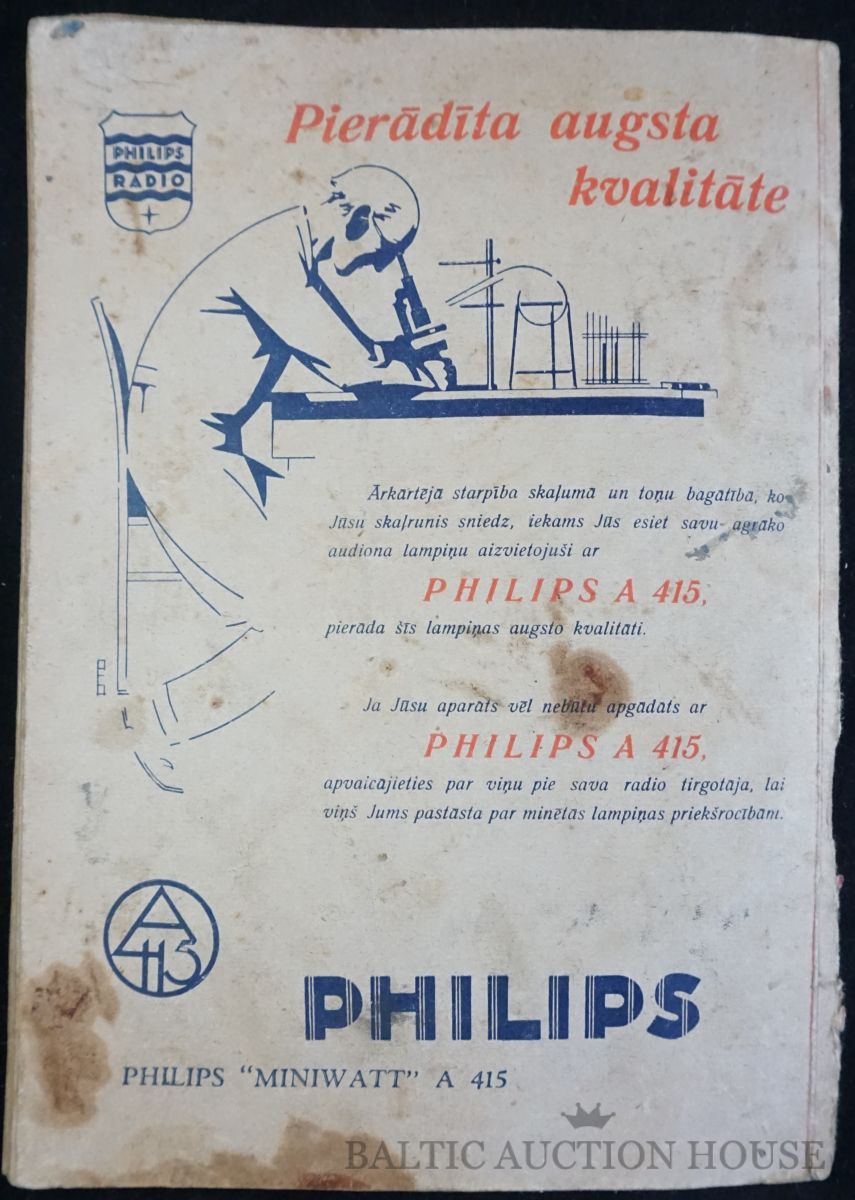 PHILIPS
RADIO
Pierādīta augsta
kvalitāte
Ārkārtējā starpība skaļumā un toņu bagātība, ko
Jūsu skaļrunis sniedz, iekams Jūs esiet savu agrāko
audiona lampiņu aizvietojuši ar
PHILIPS A 415,
pierāda šīs lampiņas augsto kvalitāti.
Ja Jūsu aparāts vēl nebūtu apgādāts ar
PHILIPS A 415,
apvaicājieties par viņu pie sava radio tirgotāja, lai
viņš Jums pastāsta par minētās lampiņas priekšrocībām.
A
415
PHILIPS
PHILIPS “MINIWATT” A 415
BALTIC AUCTION HOUSE